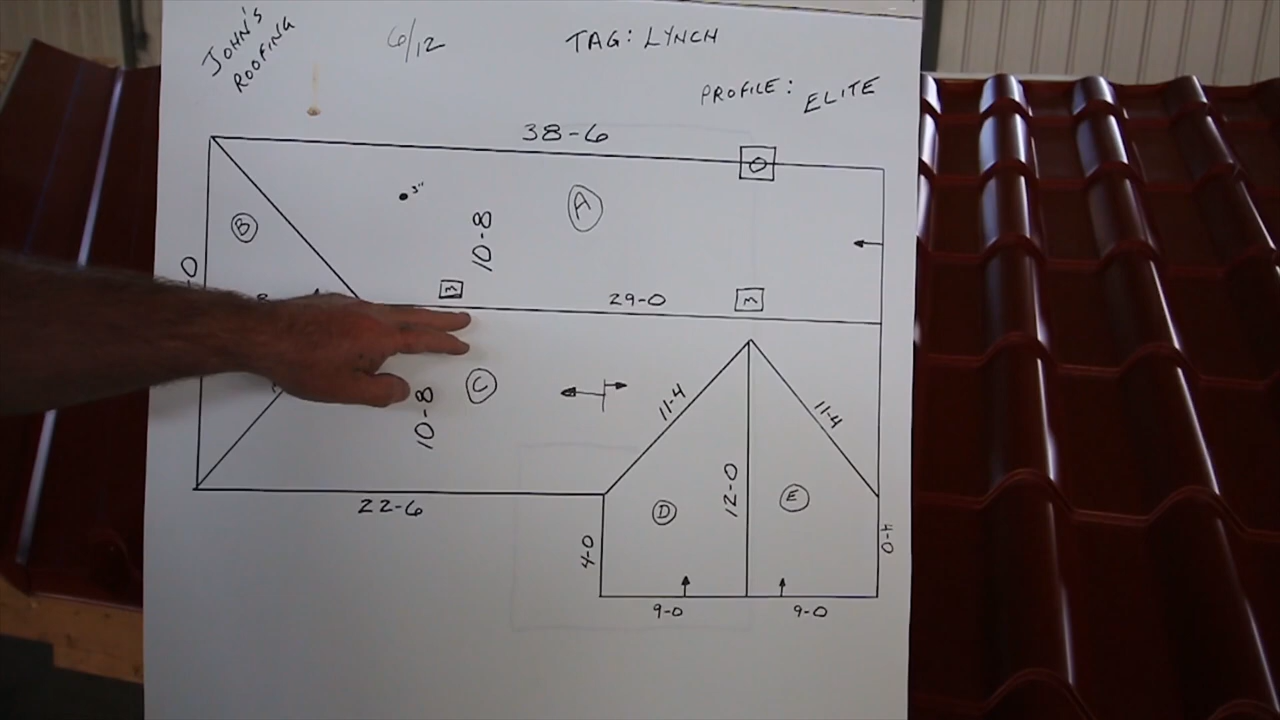 JOHN'S
ROOFING
6/12
TAG: LYNCH
PROFILE: ELITE
38-6
O
3"
A
B
10-8
M
29-0
M
C
10-8
11-4
11-4
12-0
D
E
22-6
4-0
4-0
9-0
9-0